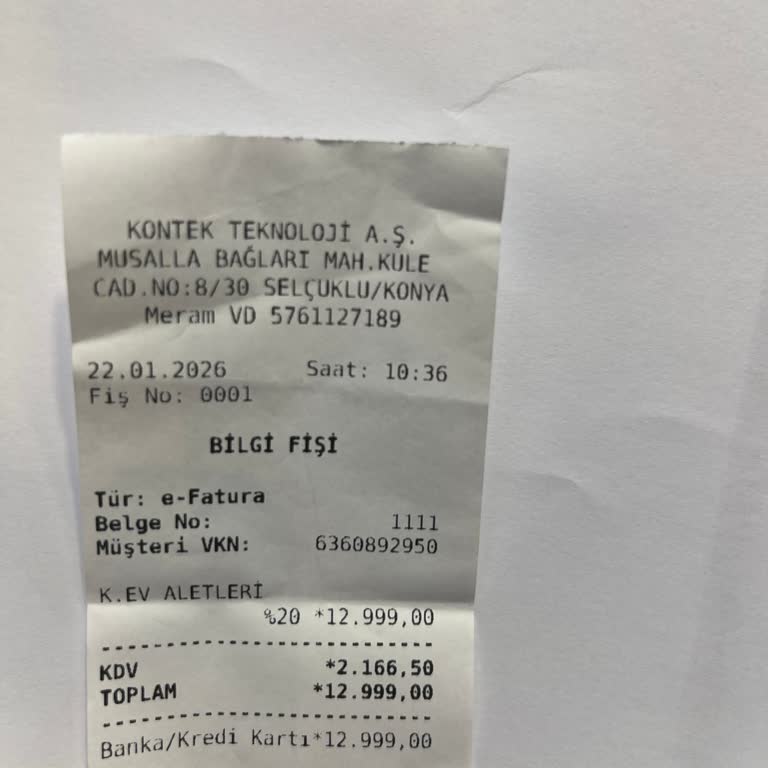 KONTEK TEKNOLOJİ A.Ş.
MUSALLA BAĞLARI MAH.KULE
CAD.NO:8/30 SELÇUKLU/KONYA
Meram VD 5761127189
22.01.2026 Saat: 10:36
Fiş No: 0001
BİLGİ FİŞİ
Tür: e-Fatura
Belge No: 1111
Müşteri VKN: 6360892950
K.EV ALETLERİ
%20 *12.999,00
KDV *2.166,50
TOPLAM *12.999,00
Banka/Kredi Kartı*12.999,00